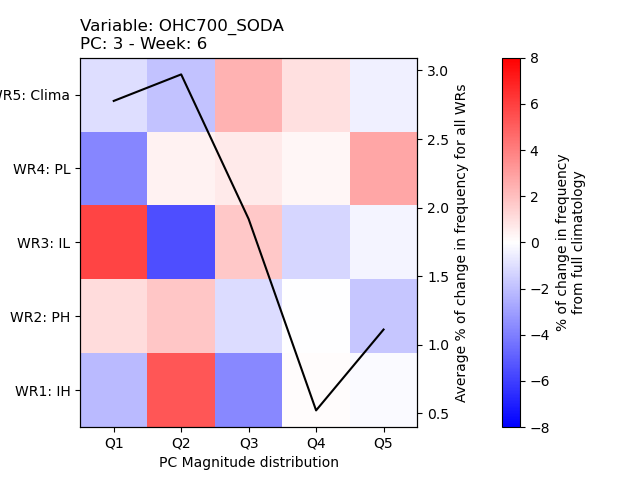 Variable: OHC700_SODA
PC: 3 - Week: 6
WR5: Clima
WR4: PL
WR3: IL
WR2: PH
WR1: IH
Q1 Q2 Q3 Q4 Q5
PC Magnitude distribution
3.0
2.5
2.0
1.5
1.0
0.5
Average % of change in frequency for all WRs
8
6
4
2
0
−2
−4
−6
−8
% of change in frequency
from full climatology